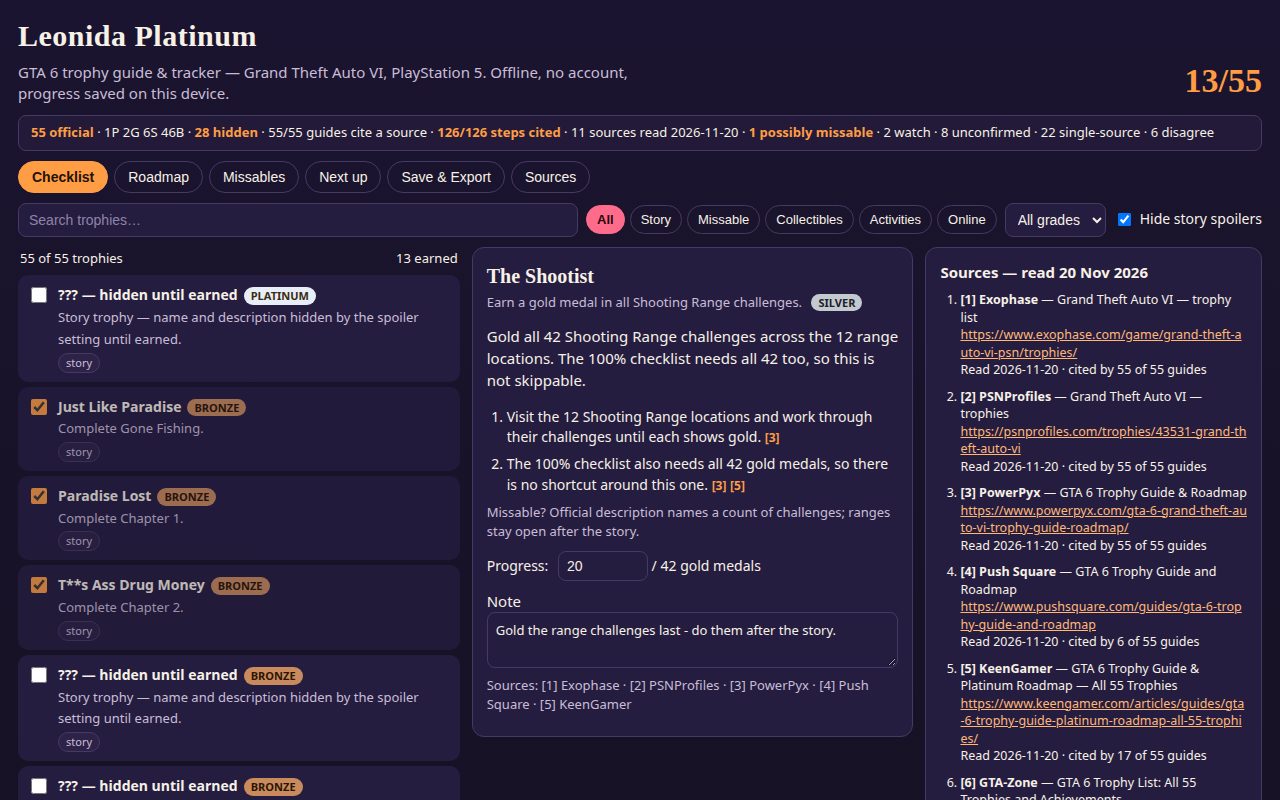 Leonida Platinum
GTA 6 trophy guide & tracker — Grand Theft Auto VI, PlayStation 5. Offline, no account,
progress saved on this device.
13/55
55 official · 1P 2G 6S 46B · 28 hidden · 55/55 guides cite a source · 126/126 steps cited · 11 sources read 2026-11-20 · 1 possibly missable · 2 watch · 8 unconfirmed · 22 single-source · 6 disagree
Checklist Roadmap Missables Next up Save & Export Sources
Search trophies… All Story Missable Collectibles Activities Online All grades Hide story spoilers
55 of 55 trophies 13 earned
??? — hidden until earned PLATINUM
Story trophy — name and description hidden by the spoiler
setting until earned.
story
Just Like Paradise BRONZE
Complete Gone Fishing.
story
Paradise Lost BRONZE
Complete Chapter 1.
story
T**s Ass Drug Money BRONZE
Complete Chapter 2.
story
??? — hidden until earned BRONZE
Story trophy — name and description hidden by the spoiler
setting until earned.
story
??? — hidden until earned BRONZE
The Shootist
Earn a gold medal in all Shooting Range challenges. SILVER
Gold all 42 Shooting Range challenges across the 12 range
locations. The 100% checklist needs all 42 too, so this is
not skippable.
1. Visit the 12 Shooting Range locations and work through
their challenges until each shows gold. [3]
2. The 100% checklist also needs all 42 gold medals, so there
is no shortcut around this one. [3] [5]
Missable? Official description names a count of challenges; ranges
stay open after the story.
Progress: 20 / 42 gold medals
Note
Gold the range challenges last - do them after the story.
Sources: [1] Exophase · [2] PSNProfiles · [3] PowerPyx · [4] Push
Square · [5] KeenGamer
Sources — read 20 Nov 2026
1. [1] Exophase — Grand Theft Auto VI — trophy
list
https://www.exophase.com/game/grand-theft-a
uto-vi-psn/trophies/
Read 2026-11-20 · cited by 55 of 55 guides
2. [2] PSNProfiles — Grand Theft Auto VI —
trophies
https://psnprofiles.com/trophies/43531-grand-th
eft-auto-vi
Read 2026-11-20 · cited by 55 of 55 guides
3. [3] PowerPyx — GTA 6 Trophy Guide & Roadmap
https://www.powerpyx.com/gta-6-grand-theft-au
to-vi-trophy-guide-roadmap/
Read 2026-11-20 · cited by 55 of 55 guides
4. [4] Push Square — GTA 6 Trophy Guide and
Roadmap
https://www.pushsquare.com/guides/gta-6-trop
hy-guide-and-roadmap
Read 2026-11-20 · cited by 6 of 55 guides
5. [5] KeenGamer — GTA 6 Trophy Guide &
Platinum Roadmap — All 55 Trophies
https://www.keengamer.com/articles/guides/gta
-6-trophy-guide-platinum-roadmap-all-55-trophi
es/
Read 2026-11-20 · cited by 17 of 55 guides
6. [6] GTA-Zone — GTA 6 Trophy List: All 55
Trophies and Achievements